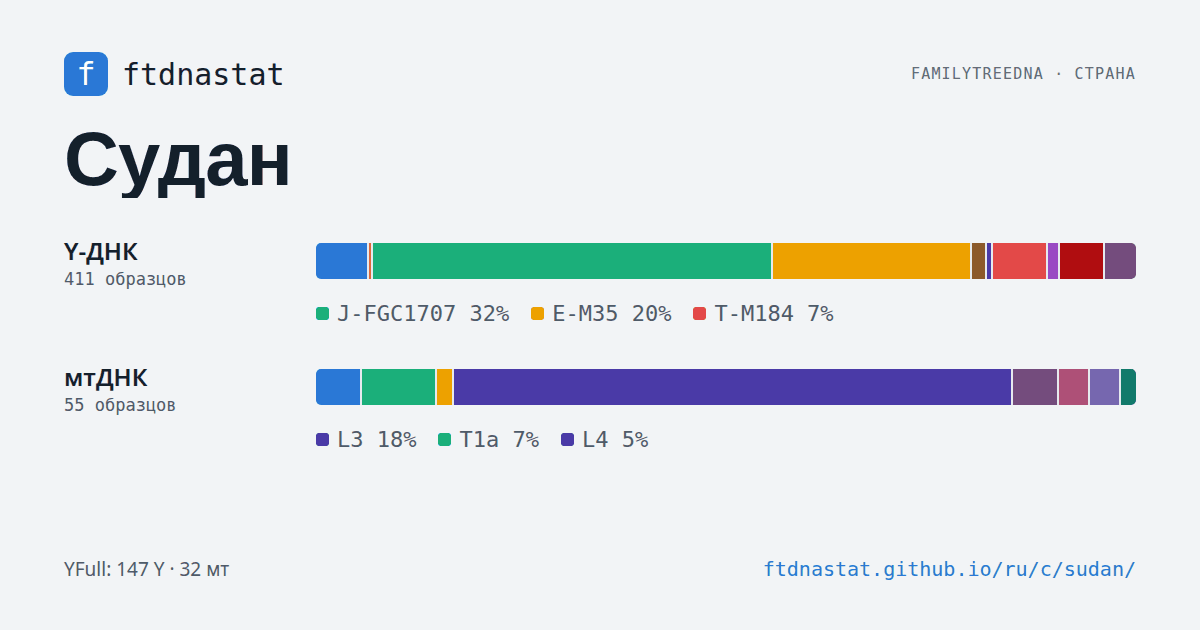 f ftdnastat
FAMILYTREEDNA · СТРАНА
Судан
Y-ДНК
411 образцов
J-FGC1707 32% E-M35 20% T-M184 7%
мтДНК
55 образцов
L3 18% T1a 7% L4 5%
YFull: 147 Y · 32 мт
ftdnastat.github.io/ru/c/sudan/